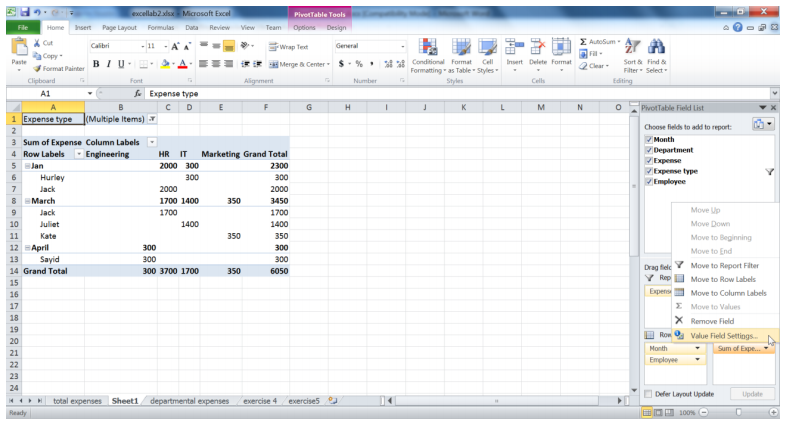 excellab2.xlsx - Microsoft Excel
PivotTable Tools
File Home Insert Page Layout Formulas Data Review View Team Options Design
Cut
Copy
Format Painter
Paste
Clipboard
Calibri 11 A A
B I U
Font
Wrap Text
Merge & Center
Alignment
General
$ % , .0 .00 .00 .0
Number
Conditional Formatting
Format as Table
Cell Styles
Styles
Insert Delete Format
Cells
AutoSum
Fill
Clear
Sort & Filter
Find & Select
Editing
A1 fx Expense type
A B C D E F G H I J K L M N O
1 Expense type (Multiple Items)
2
3 Sum of Expense Column Labels
4 Row Labels Engineering HR IT Marketing Grand Total
5 Jan 2000 300 2300
6 Hurley 300 300
7 Jack 2000 2000
8 March 1700 1400 350 3450
9 Jack 1700 1700
10 Juliet 1400 1400
11 Kate 350 350
12 April 300 300
13 Sayid 300 300
14 Grand Total 300 3700 1700 350 6050
15
16
17
18
19
20
21
22
23
24
PivotTable Field List
Choose fields to add to report:
Month
Department
Expense
Expense type
Employee
Move Up
Move Down
Move to Beginning
Move to End
Move to Report Filter
Move to Row Labels
Move to Column Labels
Σ Move to Values
Remove Field
Value Field Settings...
Drag field
Rep
Expens
Row
Month
Employee
Sum of Expe...
Defer Layout Update Update
total expenses Sheet1 departmental expenses exercise 4 exercise5
Ready 100%